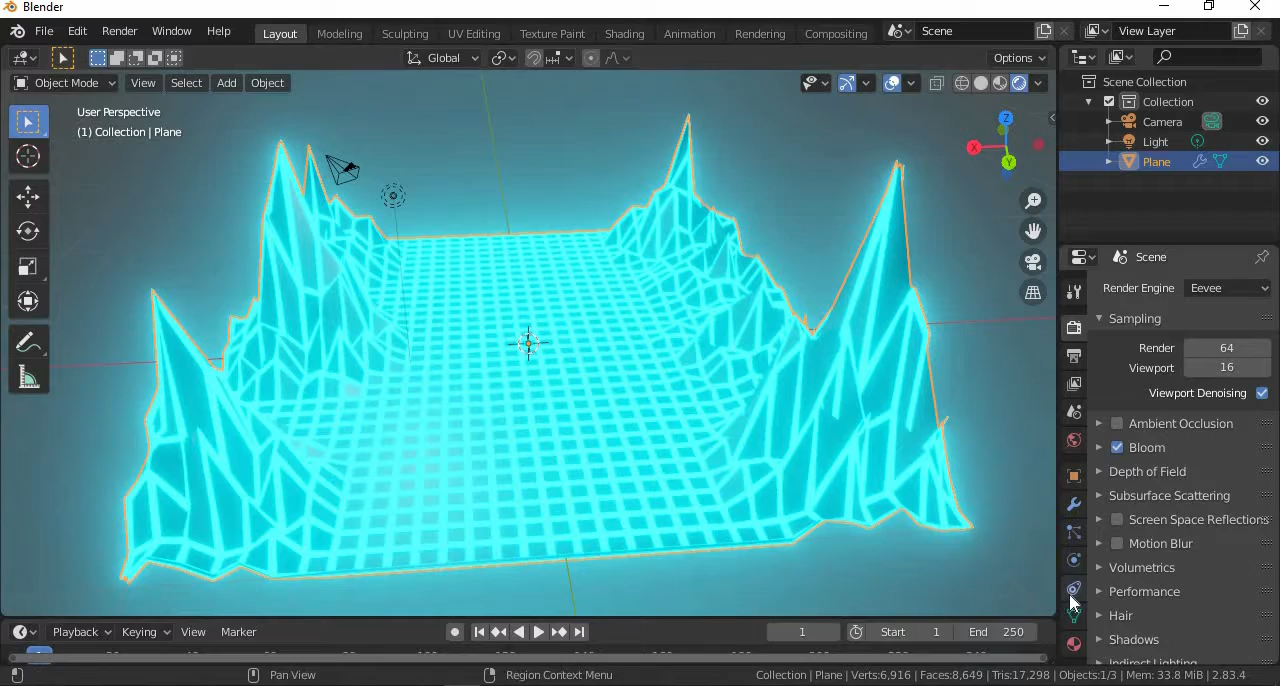 Blender
File Edit Render Window Help Layout Modeling Sculpting UV Editing Texture Paint Shading Animation Rendering Compositing Scene View Layer
Global Options
Object Mode View Select Add Object
User Perspective
(1) Collection | Plane
Z
X
Y
Scene Collection
Collection
Camera
Light
Plane
Scene
Render Engine Eevee
Sampling
Render 64
Viewport 16
Viewport Denoising
Ambient Occlusion
Bloom
Depth of Field
Subsurface Scattering
Screen Space Reflections
Motion Blur
Volumetrics
Performance
Hair
Shadows
Indirect Lighting
Playback Keying View Marker 1 Start 1 End 250
Pan View Region Context Menu Collection | Plane | Verts:6,916 | Faces:8,649 | Tris:17,298 | Objects:1/3 | Mem: 33.8 MiB | 2.83.4